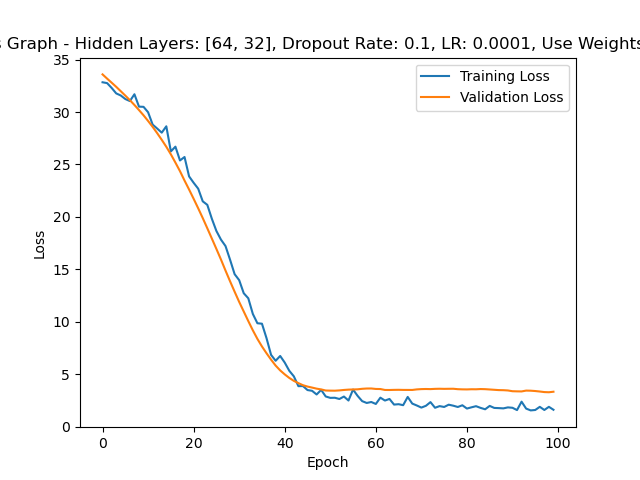 Graph - Hidden Layers: [64, 32], Dropout Rate: 0.1, LR: 0.0001, Use Weights
35
30
25
20
15
10
5
0
Loss
Training Loss
Validation Loss
0 20 40 60 80 100
Epoch